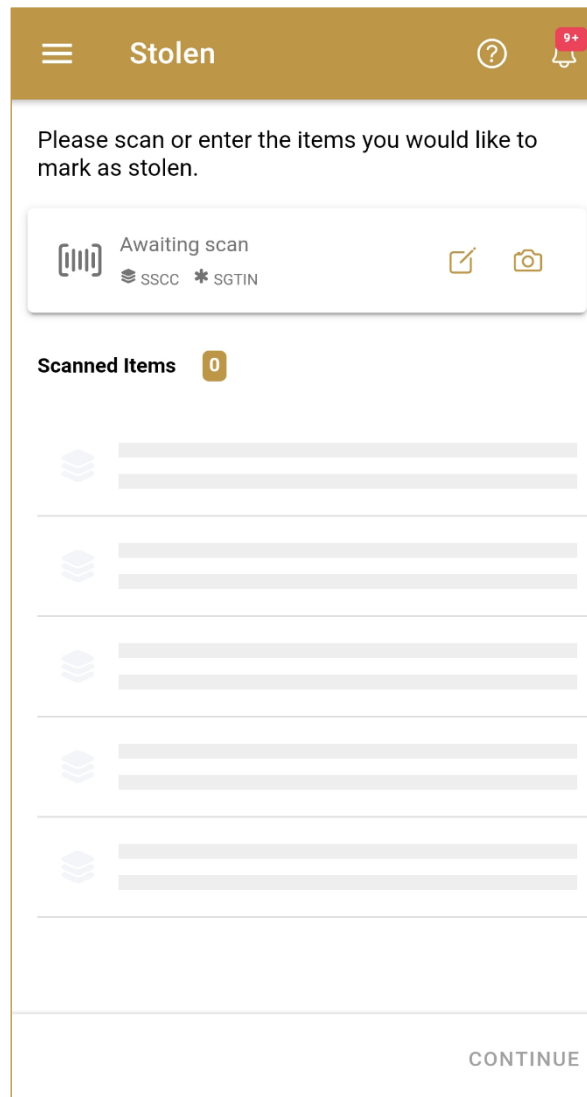 Stolen
9+
Please scan or enter the items you would like to
mark as stolen.
Awaiting scan
SSCC SGTIN
Scanned Items 0
CONTINUE